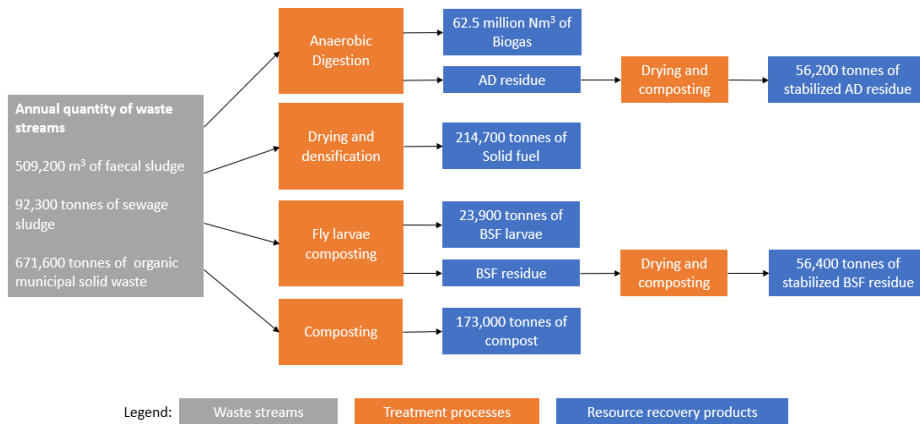 Annual quantity of waste
streams
509,200 m³ of faecal sludge
92,300 tonnes of sewage
sludge
671,600 tonnes of organic
municipal solid waste
Anaerobic
Digestion
62.5 million Nm³ of
Biogas
AD residue
Drying and
composting
56,200 tonnes of
stabilized AD residue
Drying and
densification
214,700 tonnes of
Solid fuel
Fly larvae
composting
23,900 tonnes of
BSF larvae
BSF residue
Drying and
composting
56,400 tonnes of
stabilized BSF residue
Composting
173,000 tonnes of
compost
Legend:
Waste streams
Treatment processes
Resource recovery products